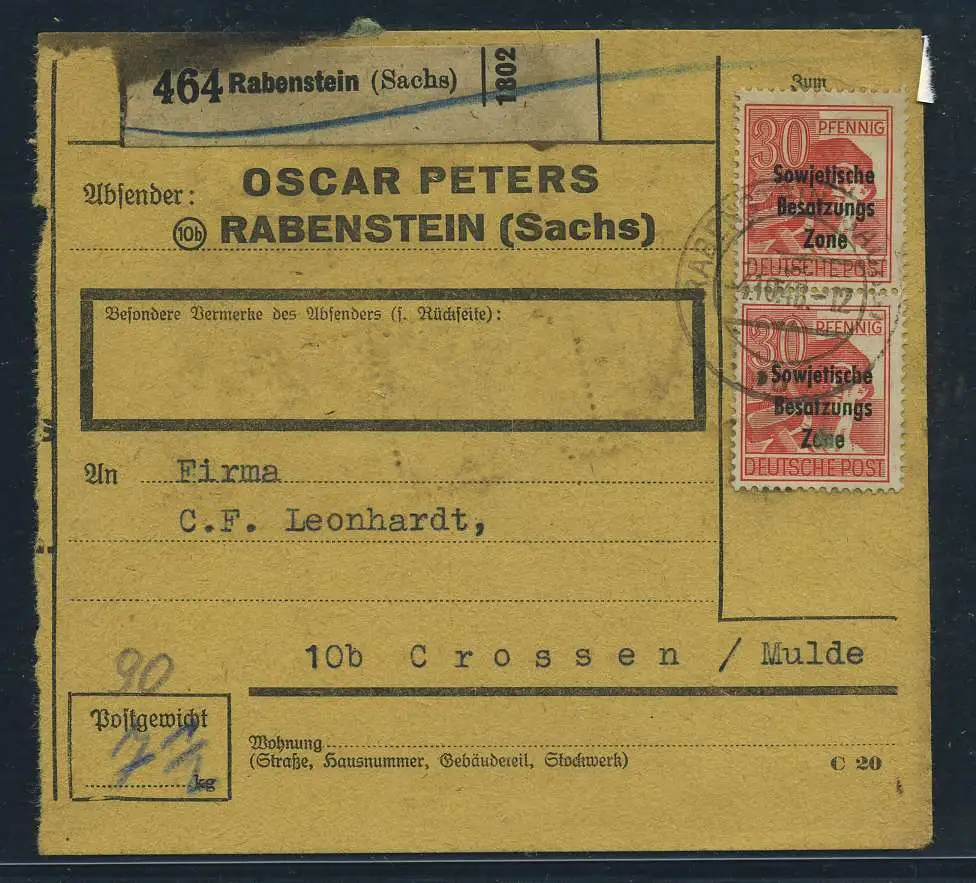 464 Rabenstein (Sachs)
1802
Zum
Absender: OSCAR PETERS
10b RABENSTEIN (Sachs)
30 PFENNIG
Sowjetische
Besatzungs
Zone
DEUTSCHE POST
30 PFENNIG
Sowjetische
Besatzungs
Zone
DEUTSCHE POST
Besondere Vermerke des Absenders (s. Rückseite):
An Firma
C.F. Leonhardt,
10b Crossen / Mulde
90
Postgewicht
kg
Wohnung
(Straße, Hausnummer, Gebäudeteil, Stockwerk)
C 20